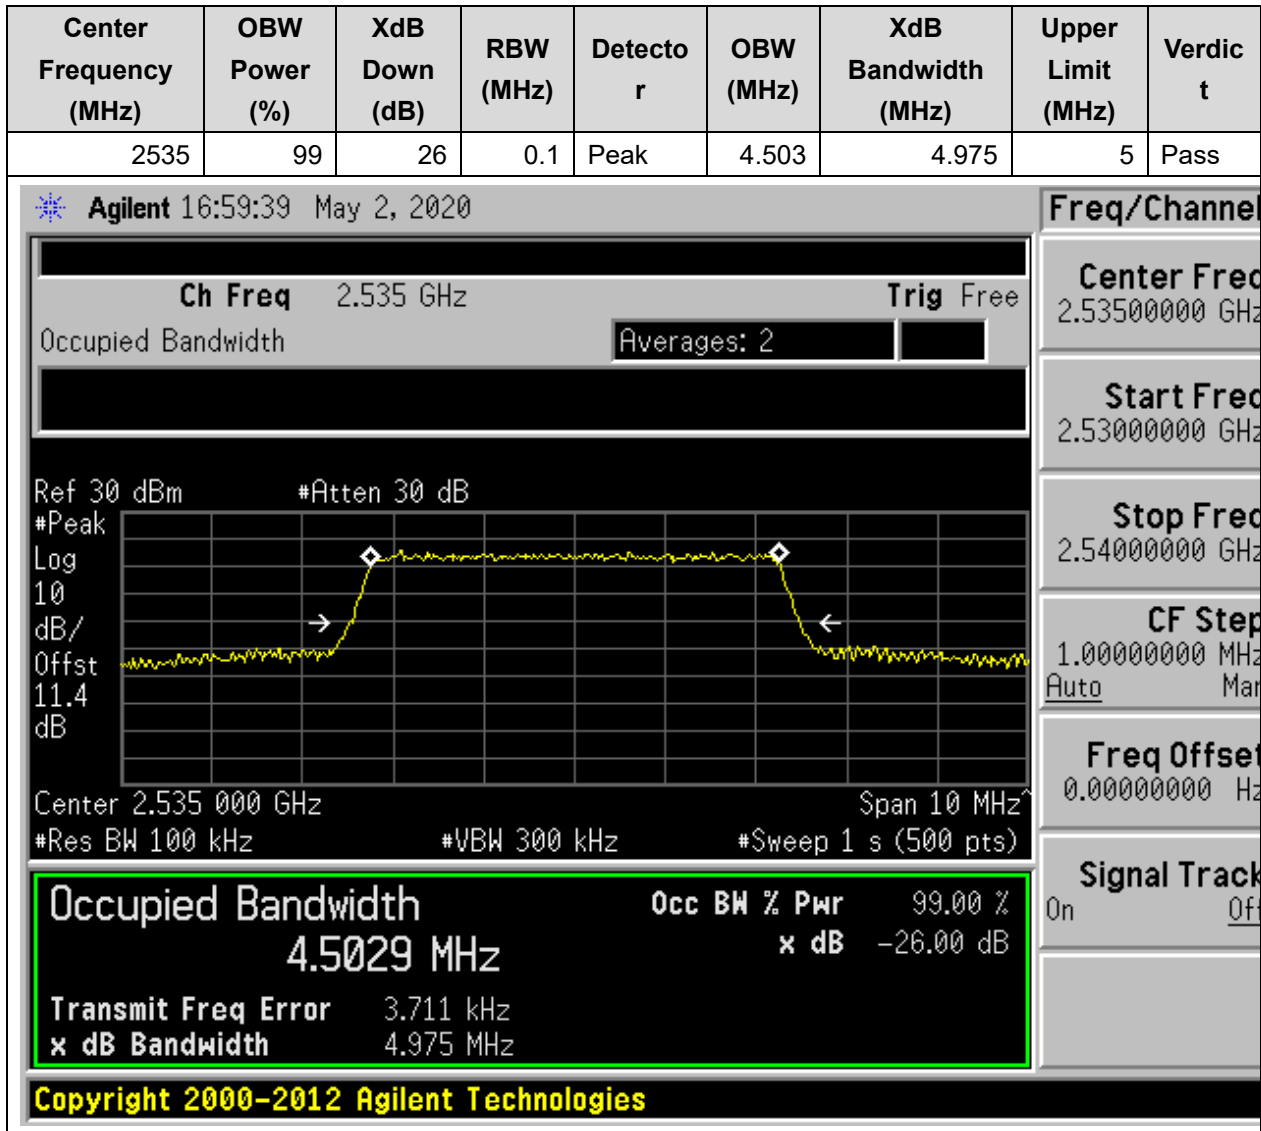 Center Frequency (MHz) OBW Power (%) XdB Down (dB) RBW (MHz) Detector OBW (MHz) XdB Bandwidth (MHz) Upper Limit (MHz) Verdict
2535 99 26 0.1 Peak 4.503 4.975 5 Pass
Agilent 16:59:39 May 2, 2020
Freq/Channel
Ch Freq 2.535 GHz Trig Free
Occupied Bandwidth Averages: 2
Center Freq
2.53500000 GHz
Start Freq
2.53000000 GHz
Stop Freq
2.54000000 GHz
CF Step
1.00000000 MHz
Auto Man
Freq Offset
0.00000000 Hz
Signal Track
On Off
Ref 30 dBm #Atten 30 dB
#Peak
Log
10
dB/
Offst
11.4
dB
Center 2.535 000 GHz Span 10 MHz^
#Res BW 100 kHz #VBW 300 kHz #Sweep 1 s (500 pts)
Occupied Bandwidth
4.5029 MHz
Occ BW % Pwr 99.00 %
x dB -26.00 dB
Transmit Freq Error 3.711 kHz
x dB Bandwidth 4.975 MHz
Copyright 2000-2012 Agilent Technologies